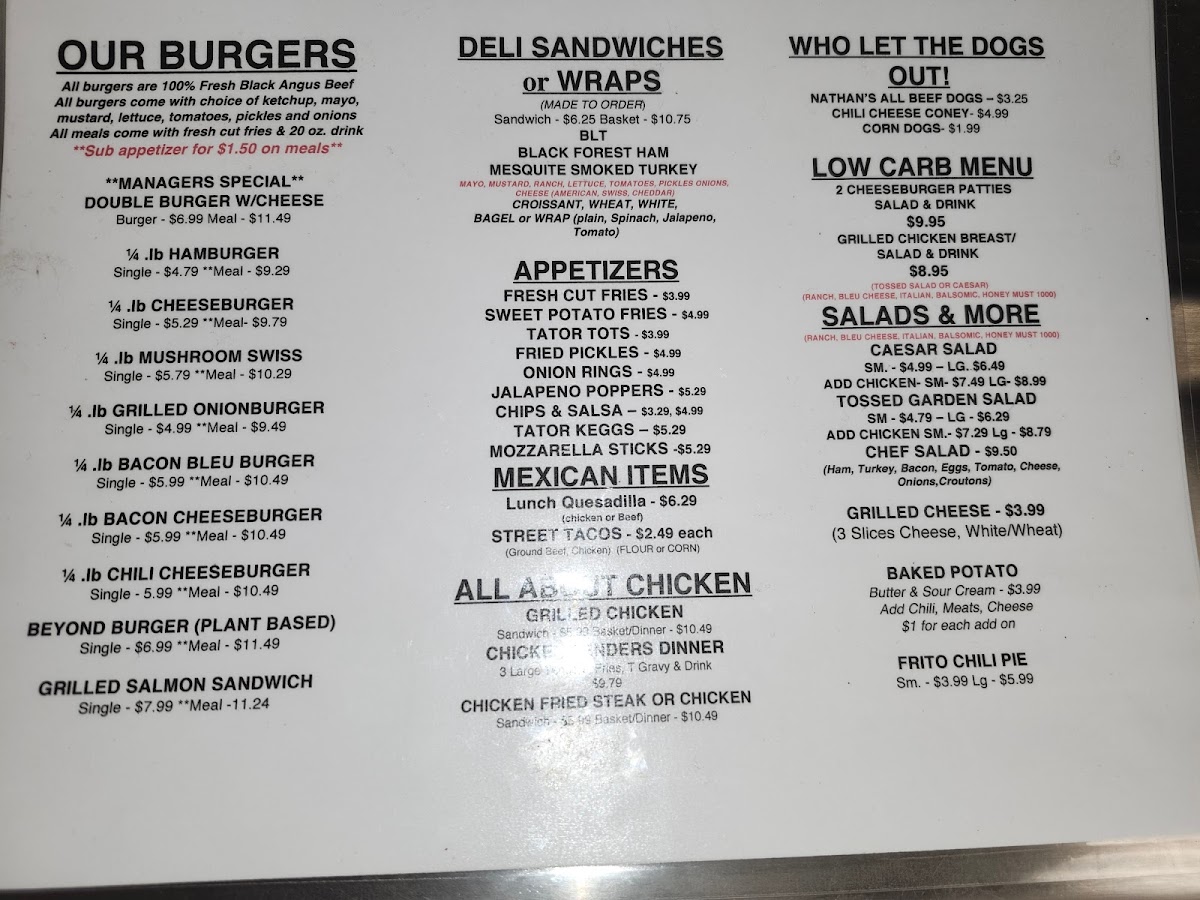 OUR BURGERS
All burgers are 100% Fresh Black Angus Beef
All burgers come with choice of ketchup, mayo,
mustard, lettuce, tomatoes, pickles and onions
All meals come with fresh cut fries & 20 oz. drink
**Sub appetizer for $1.50 on meals**
**MANAGERS SPECIAL**
DOUBLE BURGER W/CHEESE
Burger - $6.99 Meal - $11.49
¼ .lb HAMBURGER
Single - $4.79 **Meal - $9.29
¼ .lb CHEESEBURGER
Single - $5.29 **Meal- $9.79
¼ .lb MUSHROOM SWISS
Single - $5.79 **Meal - $10.29
¼ .lb GRILLED ONIONBURGER
Single - $4.99 **Meal - $9.49
¼ .lb BACON BLEU BURGER
Single - $5.99 **Meal - $10.49
¼ .lb BACON CHEESEBURGER
Single - $5.99 **Meal - $10.49
¼ .lb CHILI CHEESEBURGER
Single - 5.99 **Meal - $10.49
BEYOND BURGER (PLANT BASED)
Single - $6.99 **Meal - $11.49
GRILLED SALMON SANDWICH
Single - $7.99 **Meal -11.24
DELI SANDWICHES
or WRAPS
(MADE TO ORDER)
Sandwich - $6.25 Basket - $10.75
BLT
BLACK FOREST HAM
MESQUITE SMOKED TURKEY
MAYO, MUSTARD, RANCH, LETTUCE, TOMATOES, PICKLES ONIONS,
CHEESE (AMERICAN, SWISS, CHEDDAR)
CROISSANT, WHEAT, WHITE,
BAGEL or WRAP (plain, Spinach, Jalapeno,
Tomato)
APPETIZERS
FRESH CUT FRIES - $3.99
SWEET POTATO FRIES - $4.99
TATOR TOTS - $3.99
FRIED PICKLES - $4.99
ONION RINGS - $4.99
JALAPENO POPPERS - $5.29
CHIPS & SALSA – $3.29, $4.99
TATOR KEGGS – $5.29
MOZZARELLA STICKS -$5.29
MEXICAN ITEMS
Lunch Quesadilla - $6.29
(chicken or Beef)
STREET TACOS - $2.49 each
(Ground Beef, Chicken) (FLOUR or CORN)
ALL ABOUT CHICKEN
GRILLED CHICKEN
Sandwich - Basket/Dinner - $10.49
CHICKEN TENDERS DINNER
3 Large Fries, T Gravy & Drink
$9.79
CHICKEN FRIED STEAK OR CHICKEN
Sandwich - Basket/Dinner - $10.49
WHO LET THE DOGS
OUT!
NATHAN'S ALL BEEF DOGS – $3.25
CHILI CHEESE CONEY- $4.99
CORN DOGS- $1.99
LOW CARB MENU
2 CHEESEBURGER PATTIES
SALAD & DRINK
$9.95
GRILLED CHICKEN BREAST/
SALAD & DRINK
$8.95
(TOSSED SALAD OR CAESAR)
(RANCH, BLEU CHEESE, ITALIAN, BALSOMIC, HONEY MUST 1000)
SALADS & MORE
(RANCH, BLEU CHEESE, ITALIAN, BALSOMIC, HONEY MUST 1000)
CAESAR SALAD
SM. - $4.99 – LG. $6.49
ADD CHICKEN- SM- $7.49 LG- $8.99
TOSSED GARDEN SALAD
SM - $4.79 – LG - $6.29
ADD CHICKEN SM.- $7.29 Lg - $8.79
CHEF SALAD - $9.50
(Ham, Turkey, Bacon, Eggs, Tomato, Cheese,
Onions,Croutons)
GRILLED CHEESE - $3.99
(3 Slices Cheese, White/Wheat)
BAKED POTATO
Butter & Sour Cream - $3.99
Add Chili, Meats, Cheese
$1 for each add on
FRITO CHILI PIE
Sm. - $3.99 Lg - $5.99